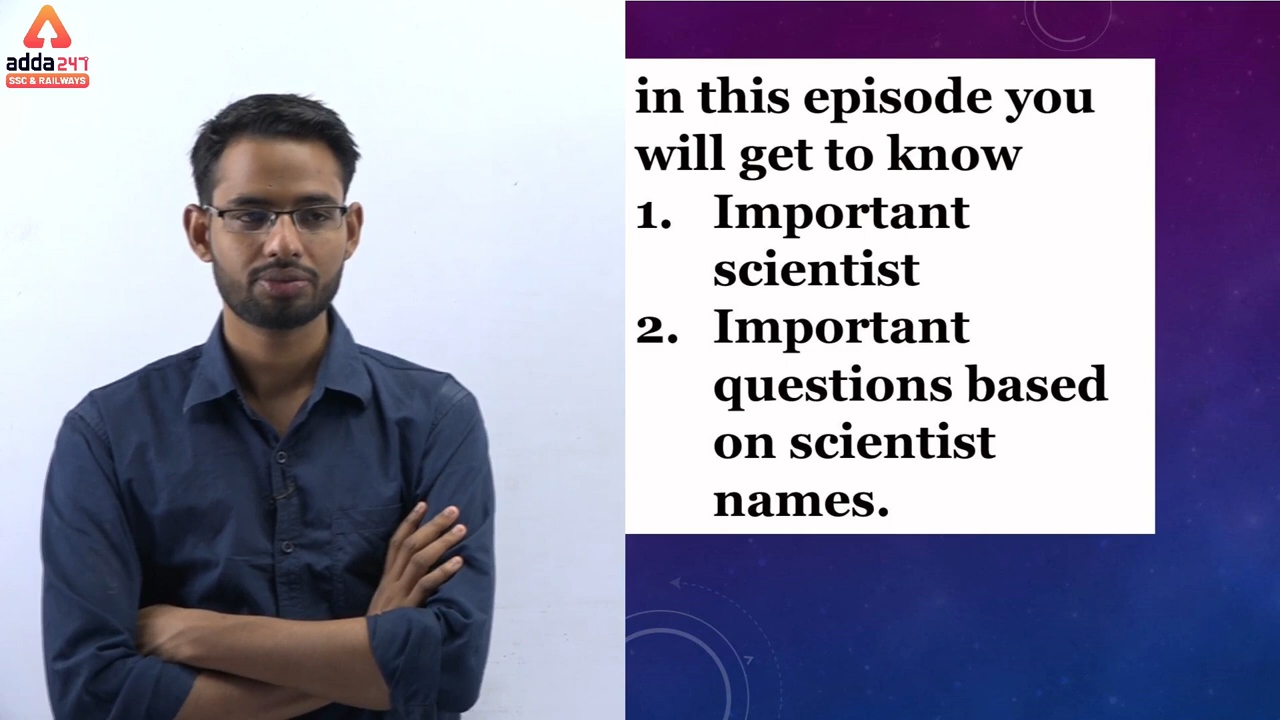 adda247
SSC & RAILWAYS
in this episode you
will get to know
1. Important
scientist
2. Important
questions based
on scientist
names.